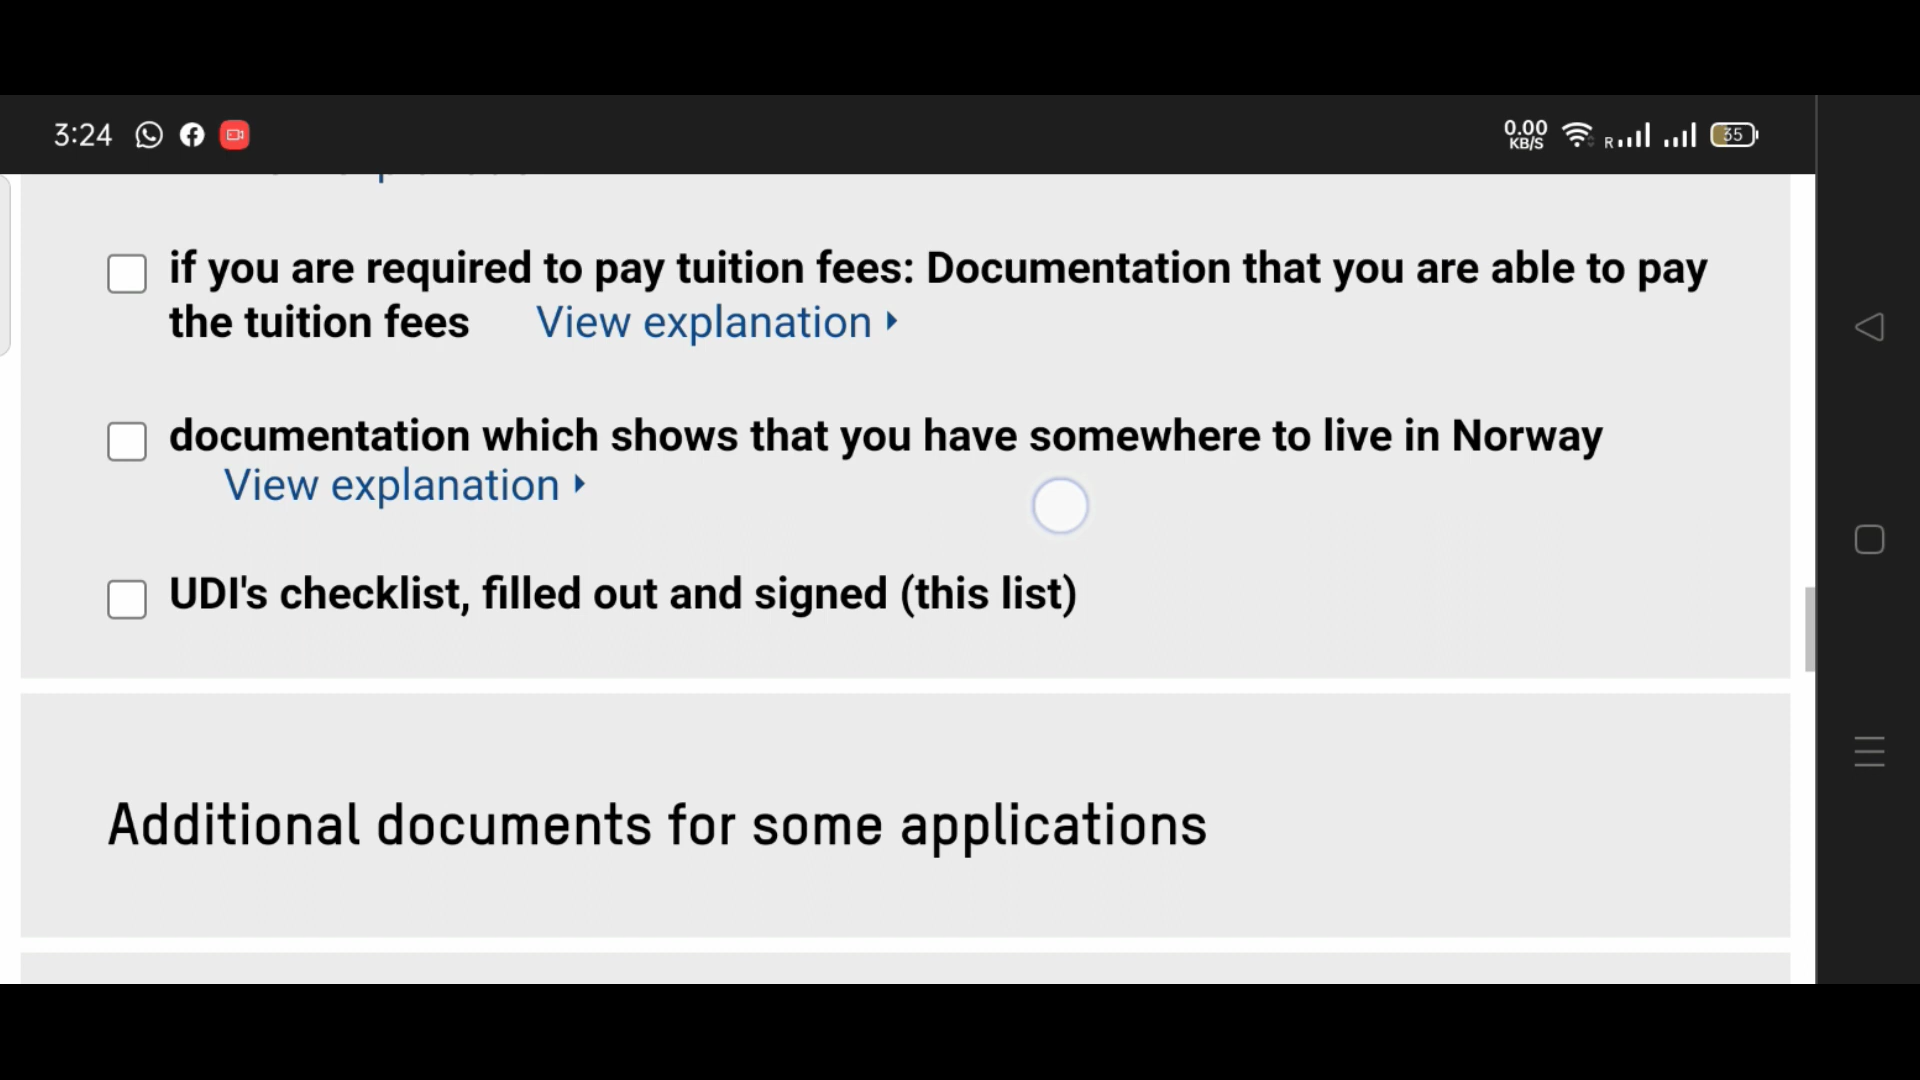 3:24
0.00
KB/S
R
35
if you are required to pay tuition fees: Documentation that you are able to pay
the tuition fees View explanation
documentation which shows that you have somewhere to live in Norway
View explanation
UDI's checklist, filled out and signed (this list)
Additional documents for some applications